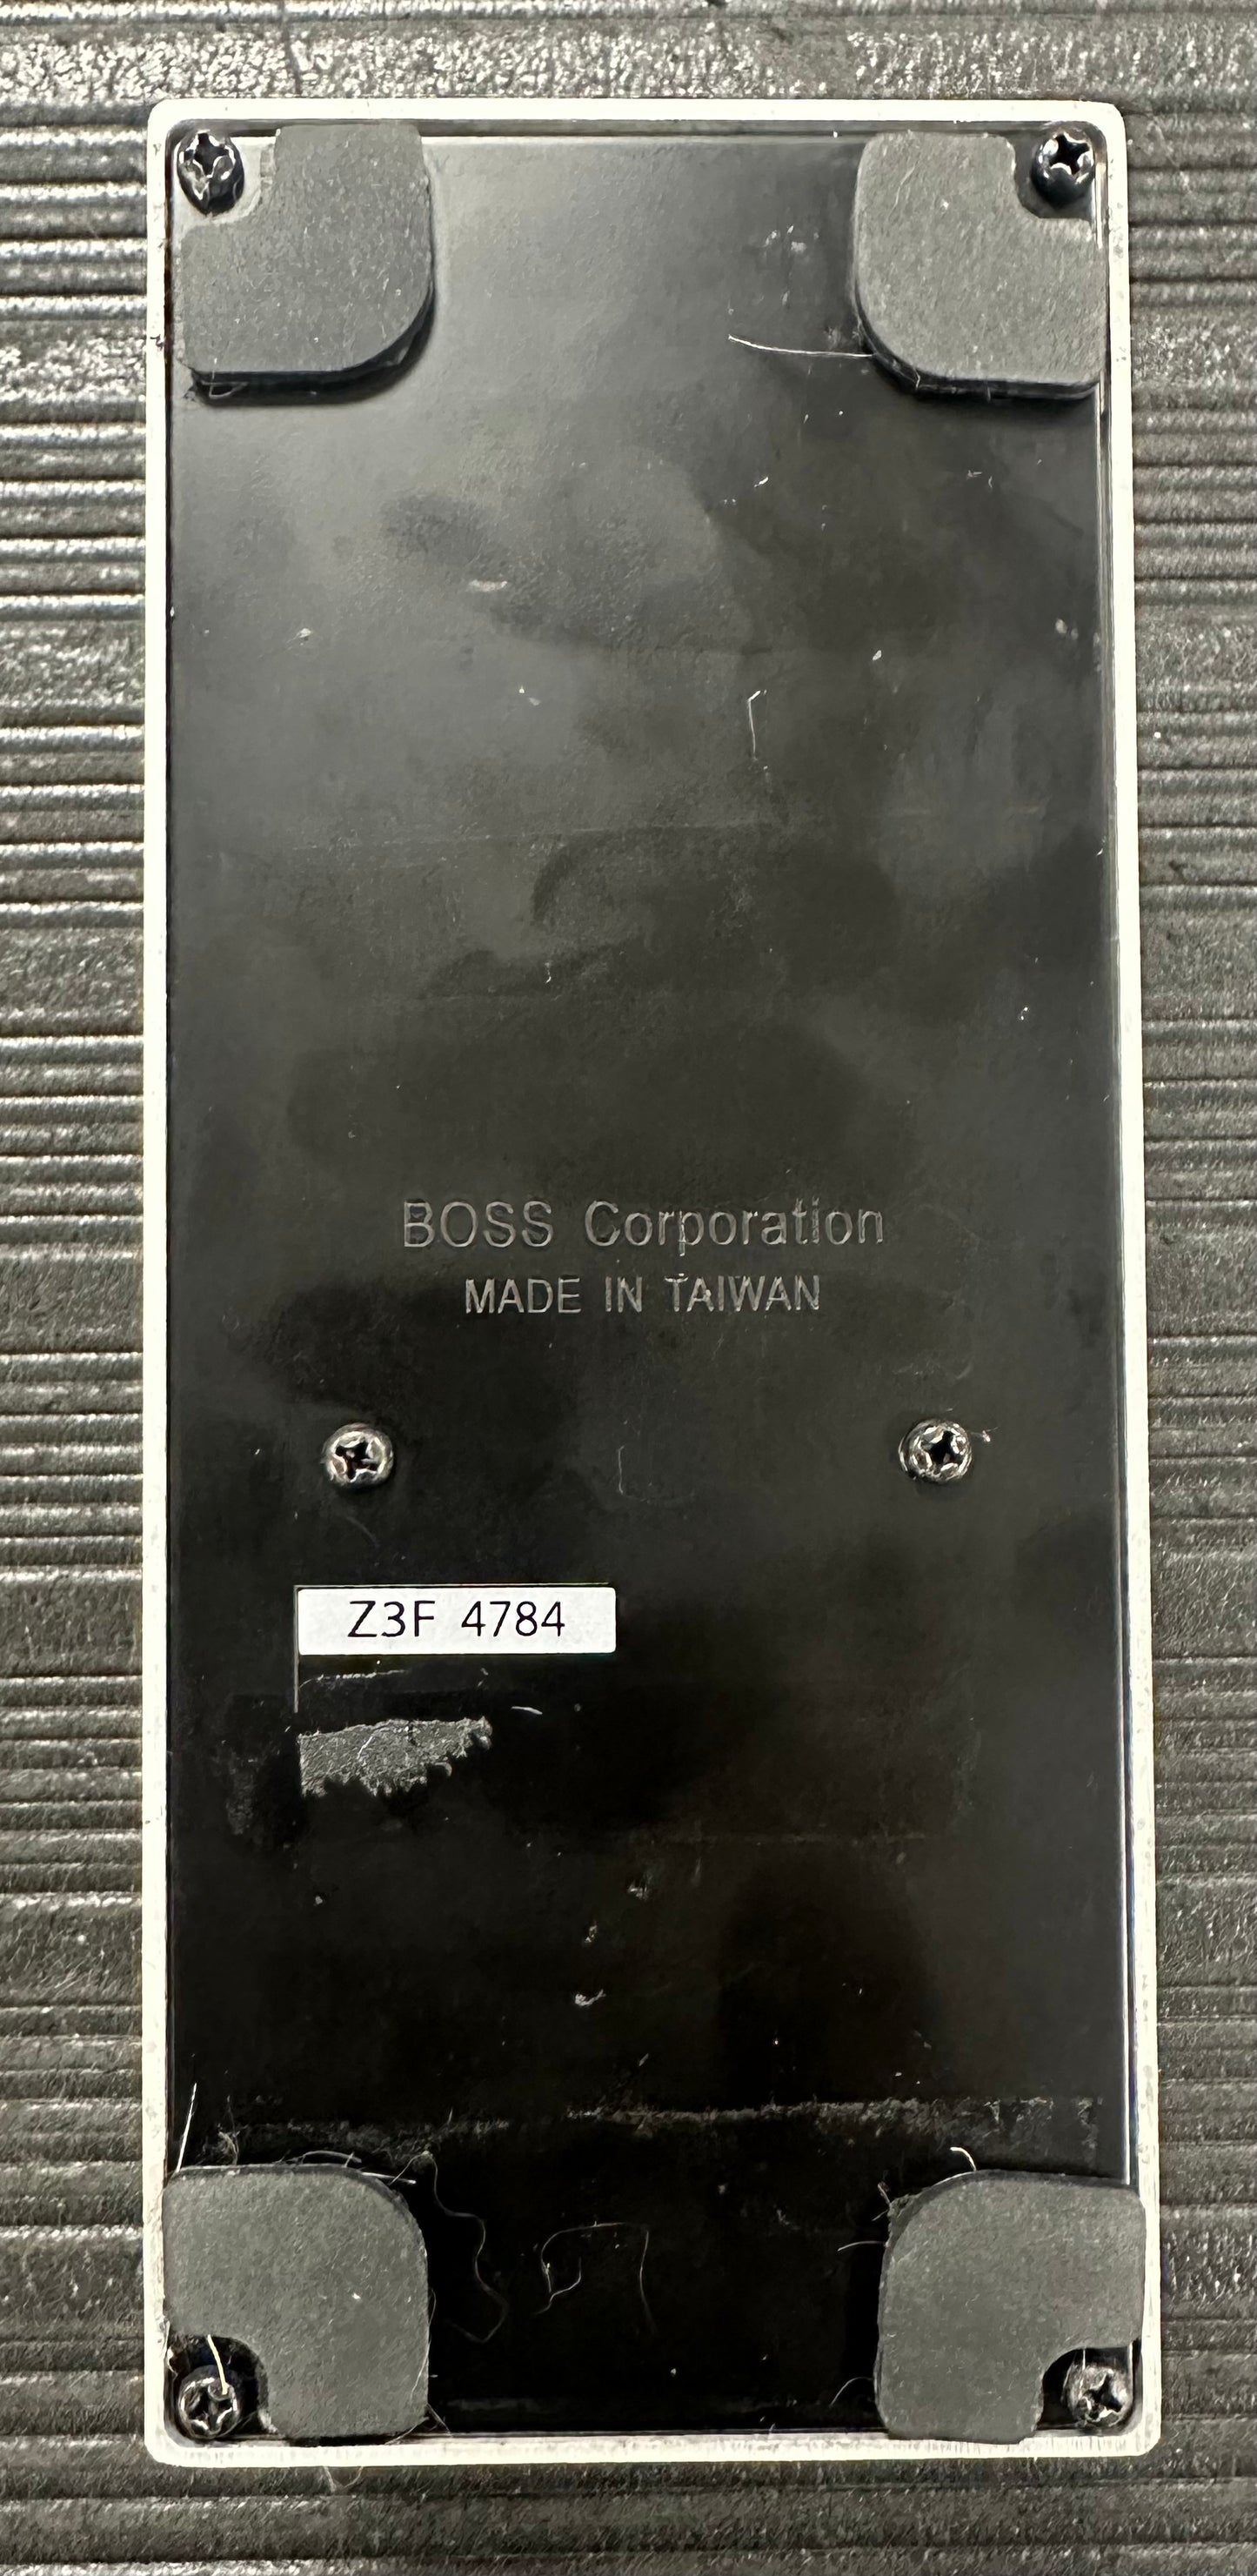 BOSS Corporation
MADE IN TAIWAN
Z3F 4784